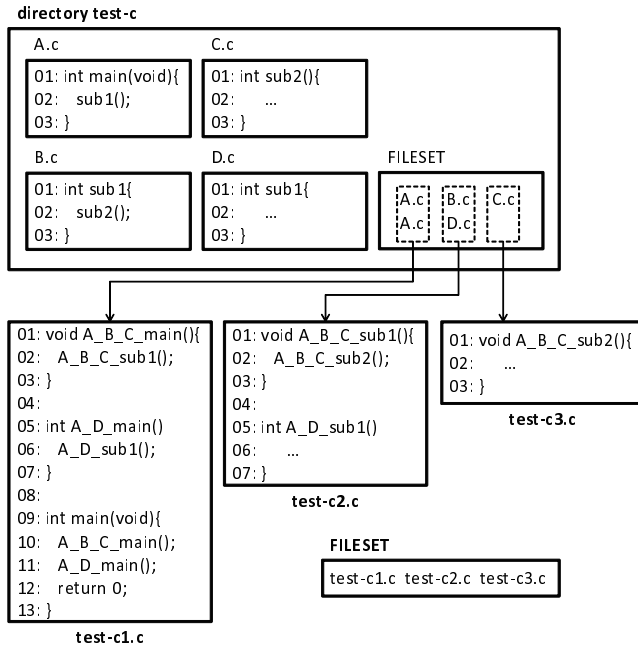 directory test-c
A.c
01: int main(void){
02: sub1();
03: }
C.c
01: int sub2(){
02: ...
03: }
B.c
01: int sub1{
02: sub2();
03: }
D.c
01: int sub1{
02: ...
03: }
FILESET
A.c B.c C.c
A.c D.c
01: void A_B_C_main(){
02: A_B_C_sub1();
03: }
04:
05: int A_D_main()
06: A_D_sub1();
07: }
08:
09: int main(void){
10: A_B_C_main();
11: A_D_main();
12: return 0;
13: }
test-c1.c
01: void A_B_C_sub1(){
02: A_B_C_sub2();
03: }
04:
05: int A_D_sub1()
06: ...
07: }
test-c2.c
01: void A_B_C_sub2(){
02: ...
03: }
test-c3.c
FILESET
test-c1.c test-c2.c test-c3.c